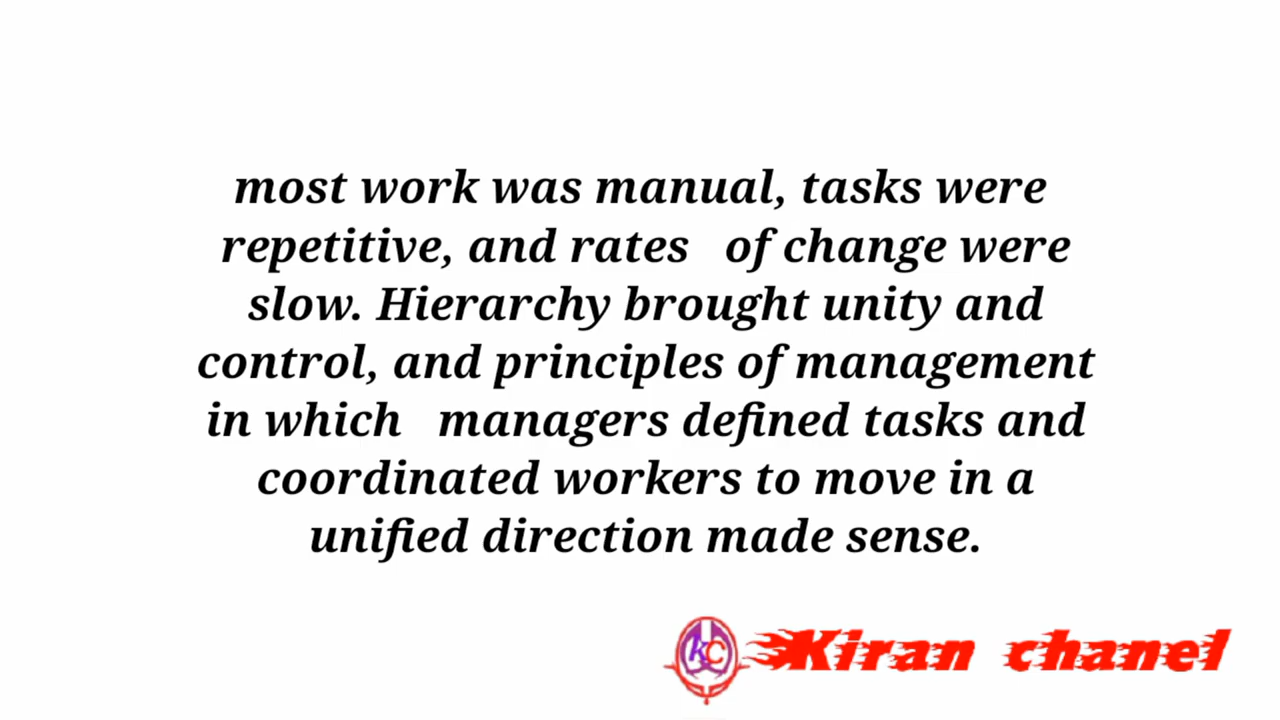 most work was manual, tasks were
repetitive, and rates of change were
slow. Hierarchy brought unity and
control, and principles of management
in which managers defined tasks and
coordinated workers to move in a
unified direction made sense.
KC Kiran chanel